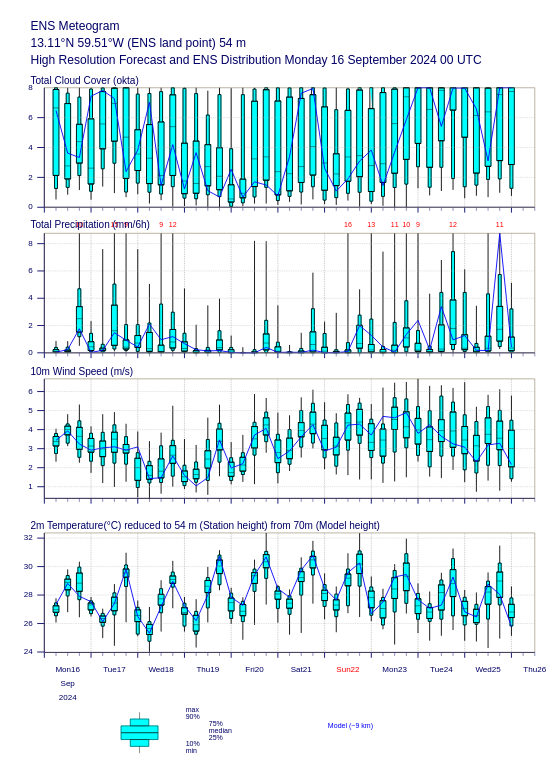 ENS Meteogram
13.11°N 59.51°W (ENS land point) 54 m
High Resolution Forecast and ENS Distribution Monday 16 September 2024 00 UTC
Total Cloud Cover (okta)
8
6
4
2
0
Total Precipitation (mm/6h)
9 12 16 13 11 10 9 12 11
8
6
4
2
0
10m Wind Speed (m/s)
6
5
4
3
2
1
2m Temperature(°C) reduced to 54 m (Station height) from 70m (Model height)
32
30
28
26
24
Mon16 Tue17 Wed18 Thu19 Fri20 Sat21 Sun22 Mon23 Tue24 Wed25 Thu26
Sep
2024
max
90%
75%
median
25%
10%
min
Model (~9 km)